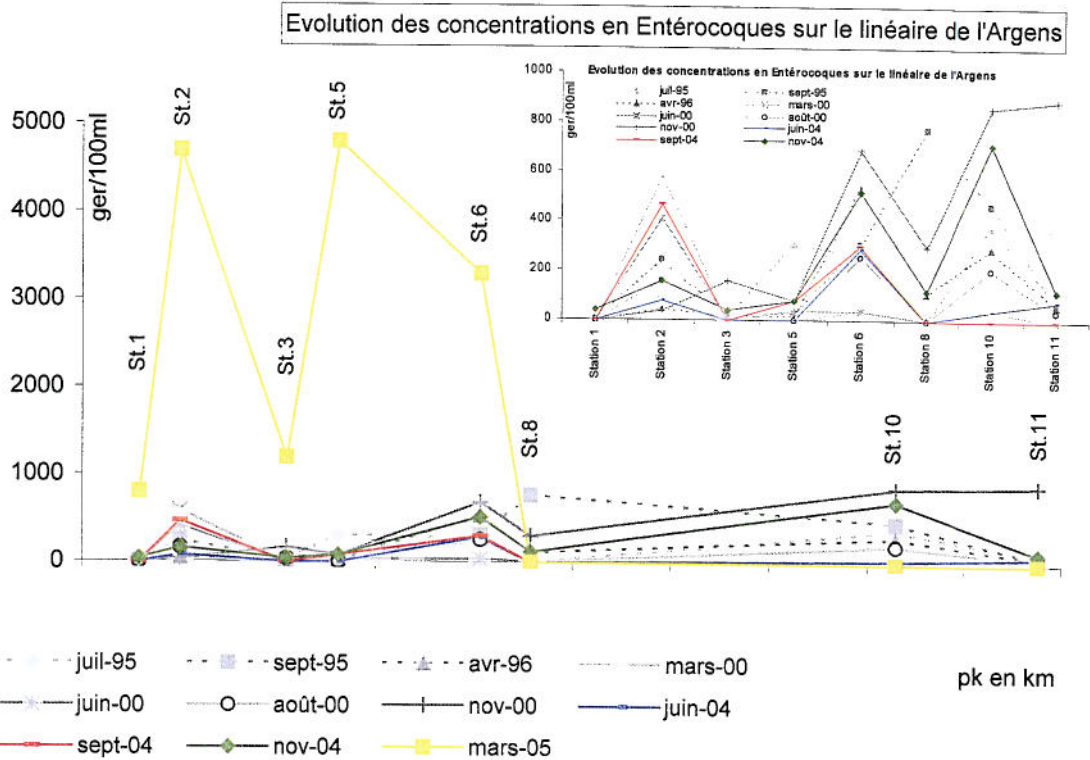 Evolution des concentrations en Entérocoques sur le linéaire de l'Argens
Evolution des concentrations en Entérocoques sur le linéaire de l'Argens
ger/100ml
1000
800
600
400
200
0
juil-95
sept-95
avr-96
mars-00
juin-00
août-00
nov-00
juin-04
sept-04
nov-04
Station 1
Station 2
Station 3
Station 5
Station 6
Station 8
Station 10
Station 11
ger/100ml
5000
4000
3000
2000
1000
0
St.1
St.2
St.3
St.5
St.6
St.8
St.10
St.11
pk en km
juil-95
sept-95
avr-96
mars-00
juin-00
août-00
nov-00
juin-04
sept-04
nov-04
mars-05